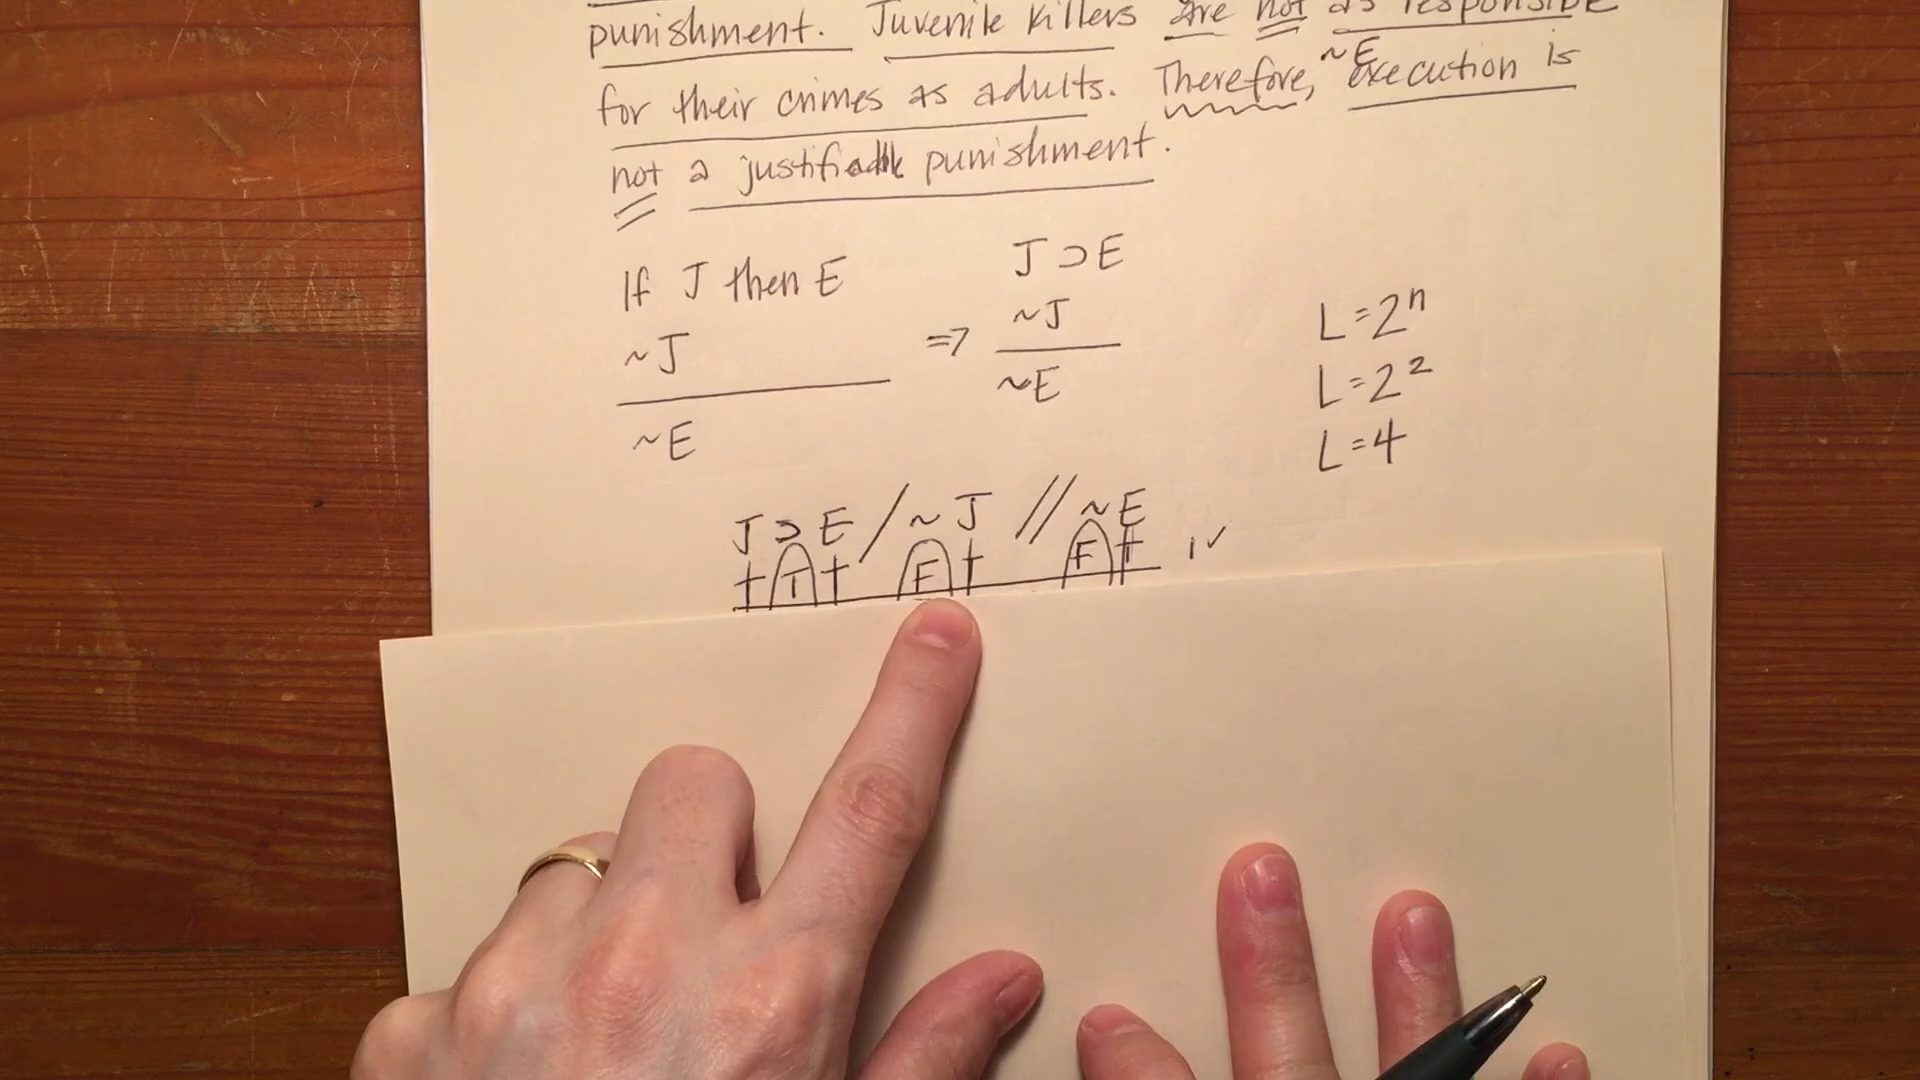 punishment. Juvenile killers are not as responsible
for their crimes as adults. Therefore, ~E execution is
not a justifiable punishment.
If J then E
~J
~E
=>
J ⊃ E
~J
~E
L=2ⁿ
L=2²
L=4
J ⊃ E / ~J // ~E
T T T F T F T 1✓